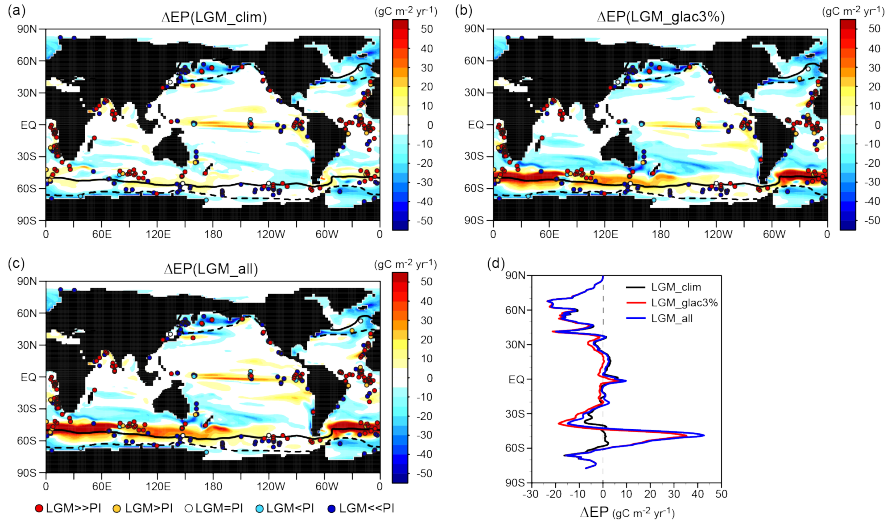 (a)
ΔEP(LGM_clim)
(gC m⁻² yr⁻¹)
90N
60N
30N
EQ
30S
60S
90S
0
60E
120E
180
120W
60W
0
50
40
30
20
10
0
-10
-20
-30
-40
-50
(b)
ΔEP(LGM_glac3%)
(gC m⁻² yr⁻¹)
90N
60N
30N
EQ
30S
60S
90S
0
60E
120E
180
120W
60W
0
50
40
30
20
10
0
-10
-20
-30
-40
-50
(c)
ΔEP(LGM_all)
(gC m⁻² yr⁻¹)
90N
60N
30N
EQ
30S
60S
90S
0
60E
120E
180
120W
60W
0
50
40
30
20
10
0
-10
-20
-30
-40
-50
LGM>>PI LGM>PI LGM=PI LGM<PI LGM<<PI
(d)
90N
60N
30N
EQ
30S
60S
90S
LGM_clim
LGM_glac3%
LGM_all
-30 -20 -10 0 10 20 30 40 50
ΔEP (gC m⁻² yr⁻¹)